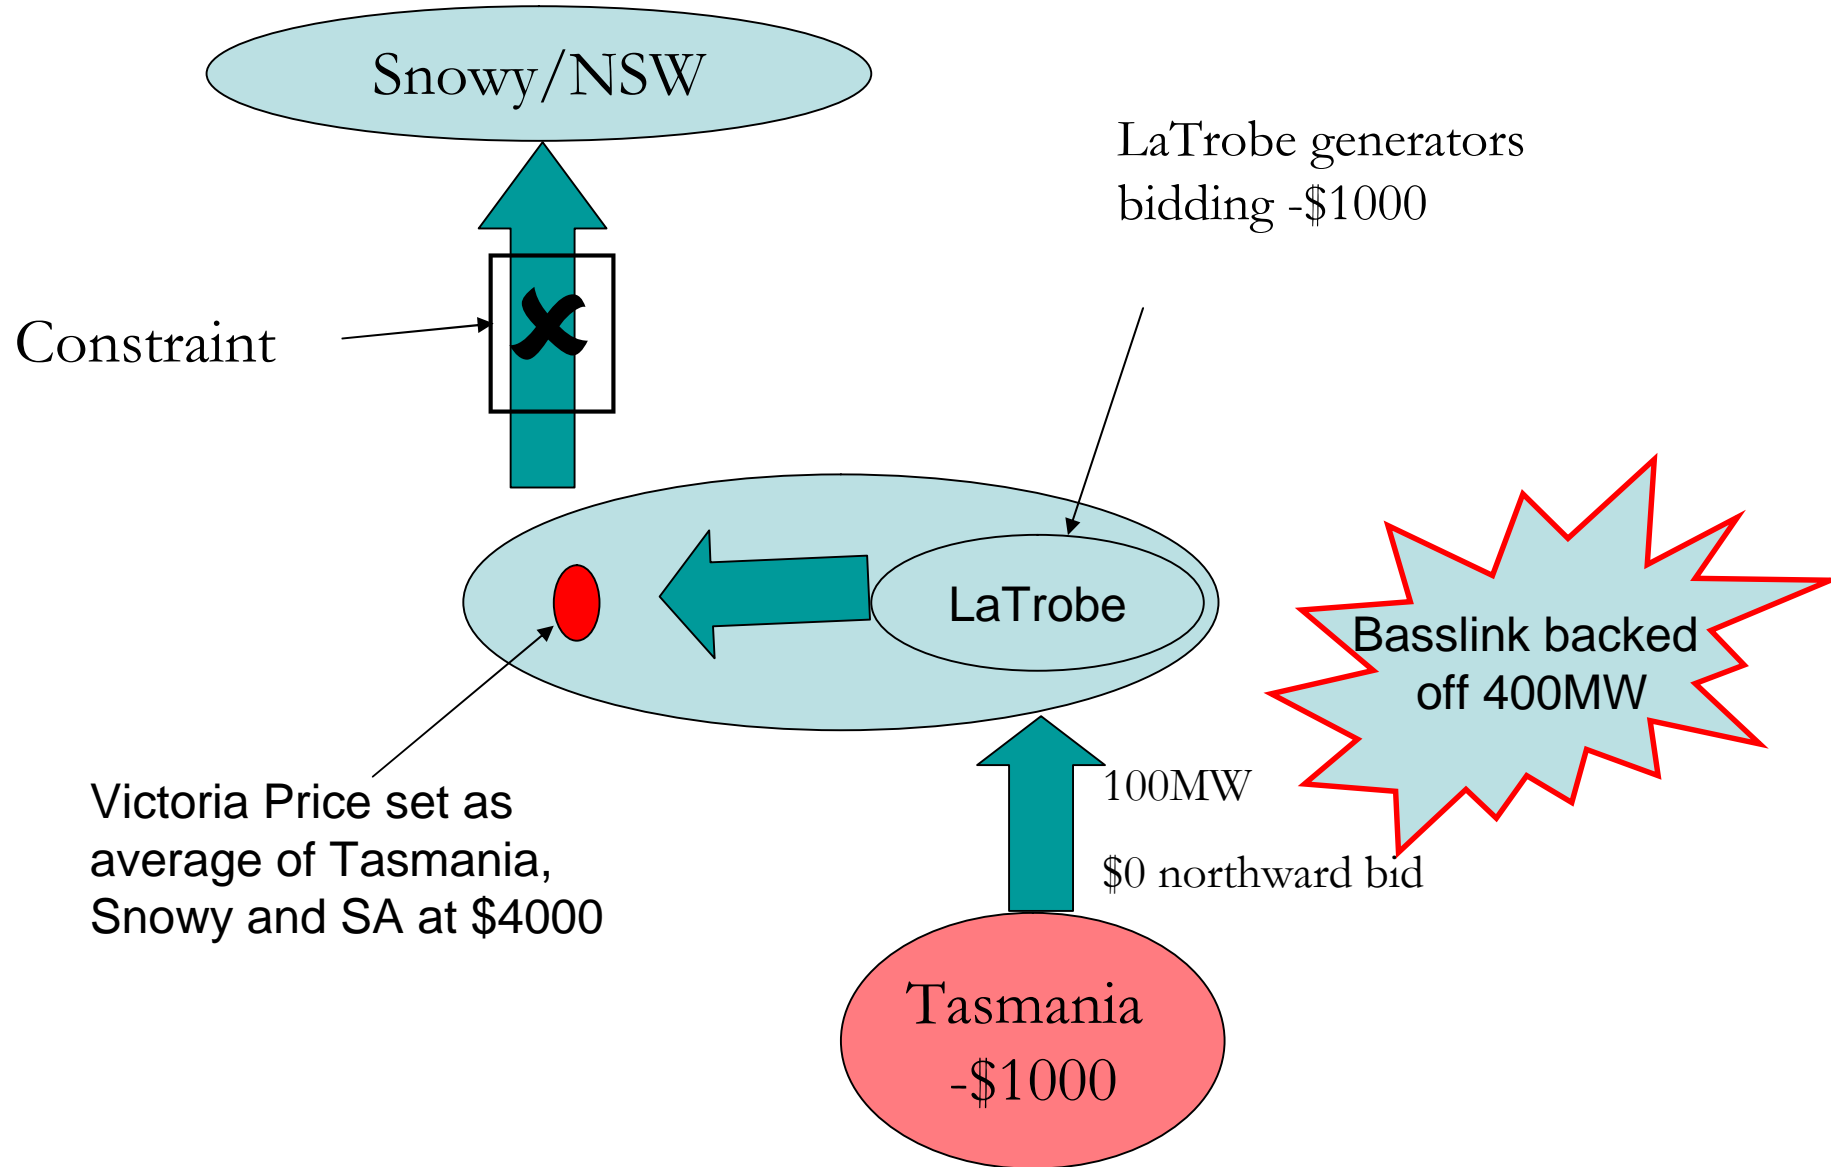 Snowy/NSW
LaTrobe generators
bidding -$1000
Constraint
LaTrobe
Basslink backed
off 400MW
Victoria Price set as
average of Tasmania,
Snowy and SA at $4000
100MW
$0 northward bid
Tasmania
-$1000